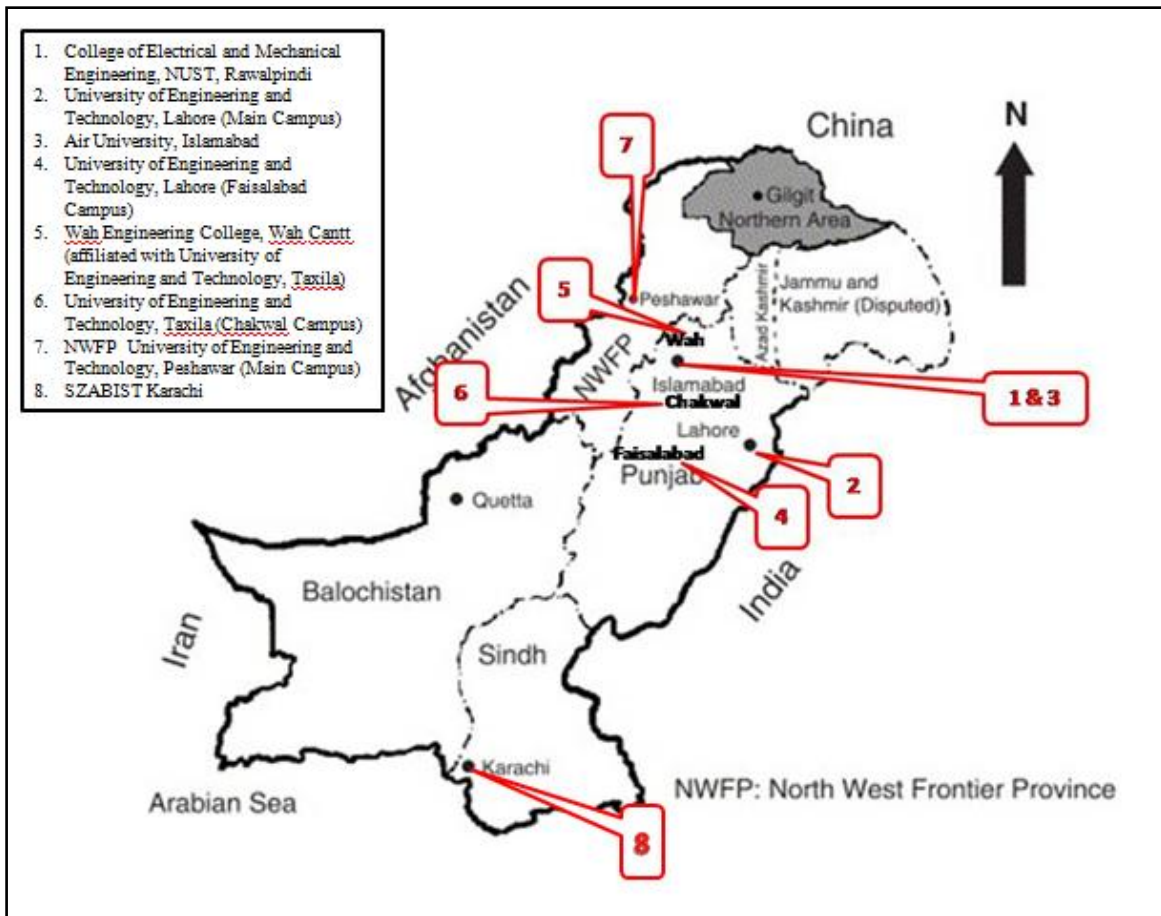 1. College of Electrical and Mechanical
Engineering, NUST, Rawalpindi
2. University of Engineering and
Technology, Lahore (Main Campus)
3. Air University, Islamabad
4. University of Engineering and
Technology, Lahore (Faisalabad
Campus)
5. Wah Engineering College, Wah Cantt
(affiliated with University of
Engineering and Technology, Taxila)
6. University of Engineering and
Technology, Taxila (Chakwal Campus)
7. NWFP University of Engineering and
Technology, Peshawar (Main Campus)
8. SZABIST Karachi
7
China
N
Gilgit
Northern Area
5
Peshawar
Azad Kashmir
Jammu and
Kashmir (Disputed)
Afghanistan
NWFP
Wah
Islamabad
1 & 3
6
Chakwal
Lahore
Faisalabad
Punjab
2
4
Quetta
India
Balochistan
Iran
Sindh
Karachi
Arabian Sea
NWFP: North West Frontier Province
8